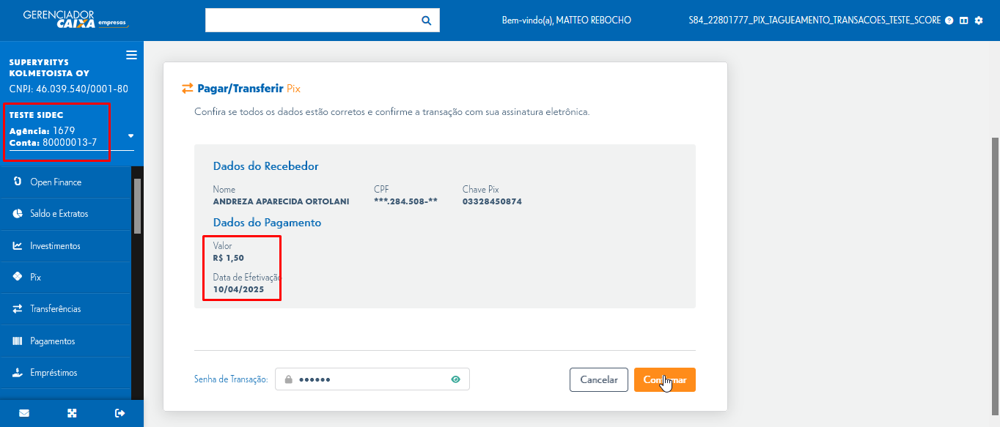 GERENCIADOR
CAIXA empresas
Bem-vindo(a), MATTEO REBOCHO
S84_22801777_PIX_TAGUEAMENTO_TRANSACOES_TESTE_SCORE
SUPERYRITYS
KOLMETOISTA OY
CNPJ: 46.039.540/0001-80
TESTE SIDEC
Agência: 1679
Conta: 80000013-7
Open Finance
Saldo e Extratos
Investimentos
Pix
Transferências
Pagamentos
Empréstimos
Pagar/Transferir Pix
Confira se todos os dados estão corretos e confirme a transação com sua assinatura eletrônica.
Dados do Recebedor
Nome CPF Chave Pix
ANDREZA APARECIDA ORTOLANI ***.284.508-** 03328450874
Dados do Pagamento
Valor
R$ 1,50
Data de Efetivação
10/04/2025
Senha de Transação: ••••••
Cancelar Confirmar